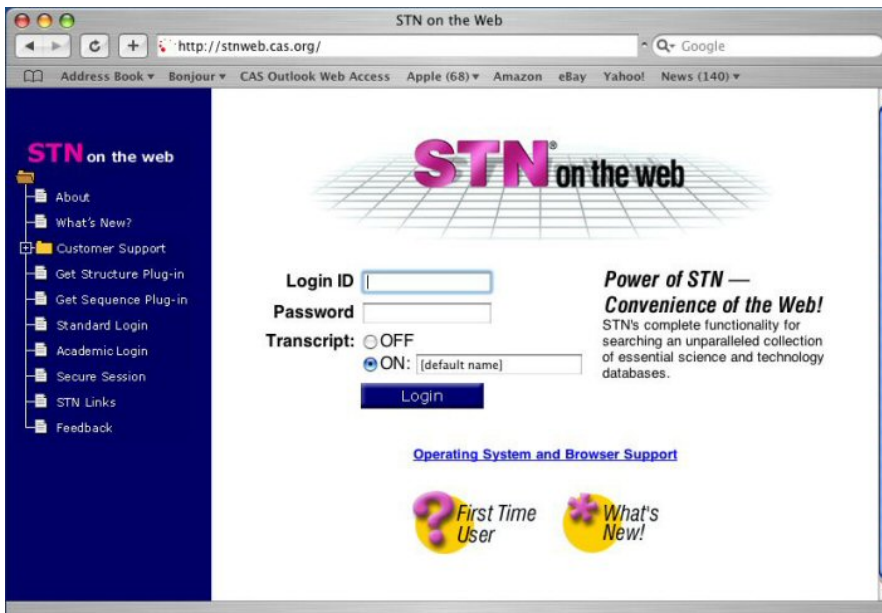 STN on the Web
http://stnweb.cas.org/
Google
Address Book Bonjour CAS Outlook Web Access Apple (68) Amazon eBay Yahoo! News (140)
STN on the web
About
What's New?
Customer Support
Get Structure Plug-in
Get Sequence Plug-in
Standard Login
Academic Login
Secure Session
STN Links
Feedback
STN® on the web
Login ID
Password
Transcript: OFF
ON: [default name]
Login
Power of STN —
Convenience of the Web!
STN's complete functionality for
searching an unparalleled collection
of essential science and technology
databases.
Operating System and Browser Support
? First Time
User
* What's
New!